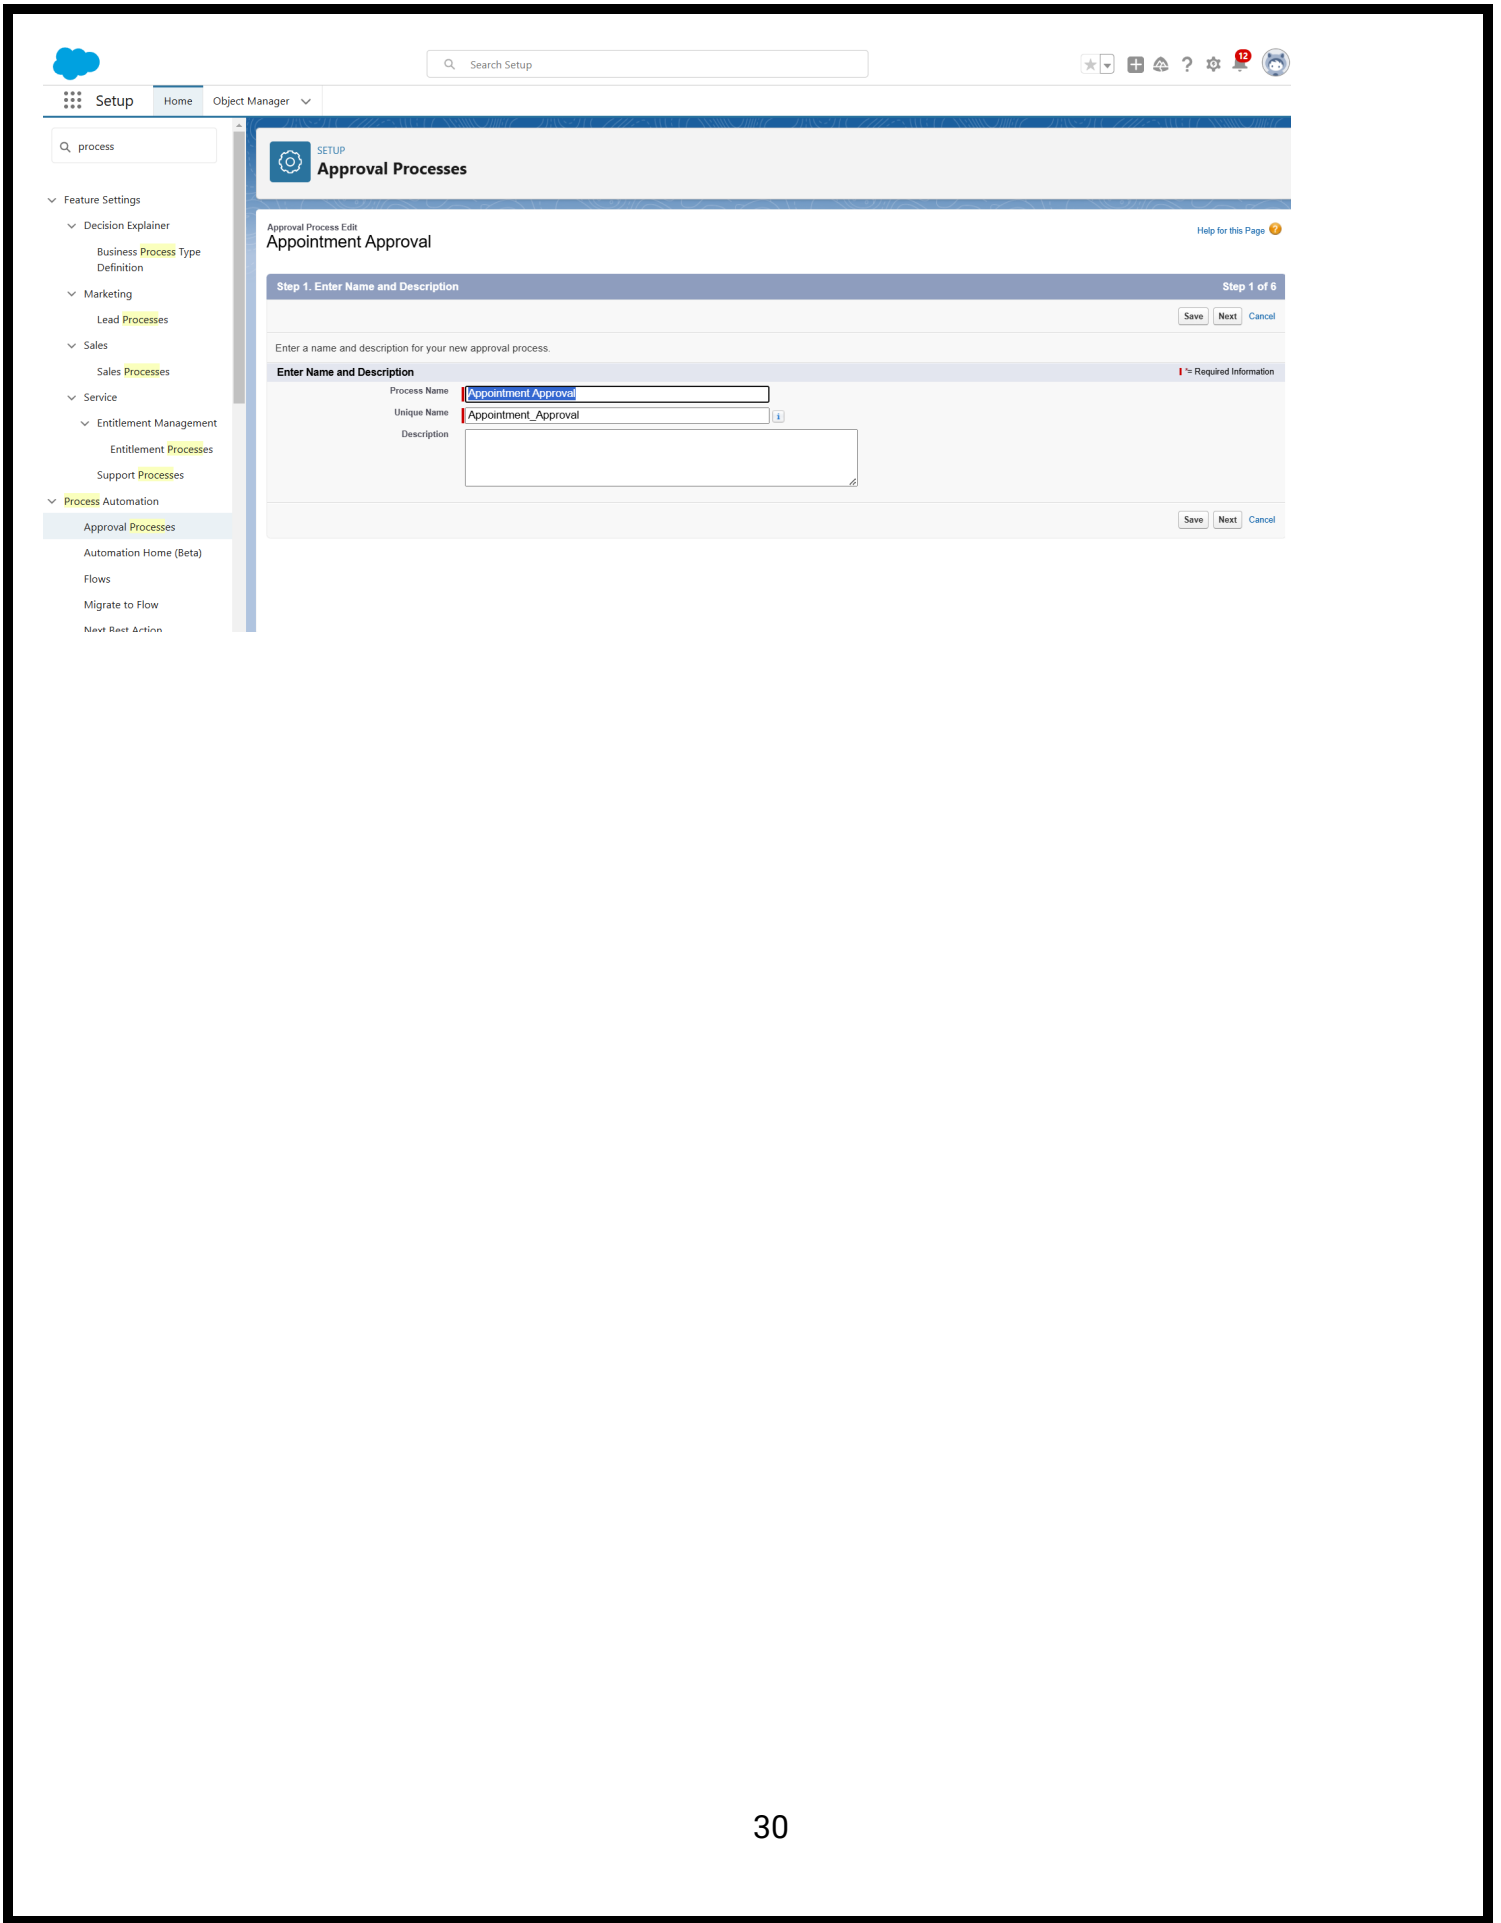 Search Setup
12
Setup Home Object Manager
process
Feature Settings
Decision Explainer
Business Process Type
Definition
Marketing
Lead Processes
Sales
Sales Processes
Service
Entitlement Management
Entitlement Processes
Support Processes
Process Automation
Approval Processes
Automation Home (Beta)
Flows
Migrate to Flow
Next Best Action
SETUP
Approval Processes
Approval Process Edit
Appointment Approval
Help for this Page ?
Step 1. Enter Name and Description Step 1 of 6
Save Next Cancel
Enter a name and description for your new approval process.
Enter Name and Description = Required Information
Process Name Appointment Approval
Unique Name Appointment_Approval i
Description
Save Next Cancel
30